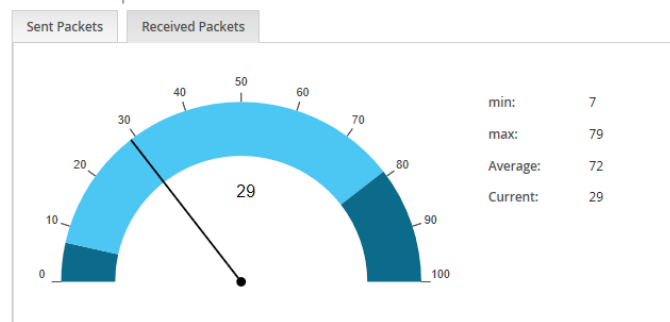 Sent Packets Received Packets
50
40 60
30 70
20 80
10 90
0 100
29
min: 7
max: 79
Average: 72
Current: 29